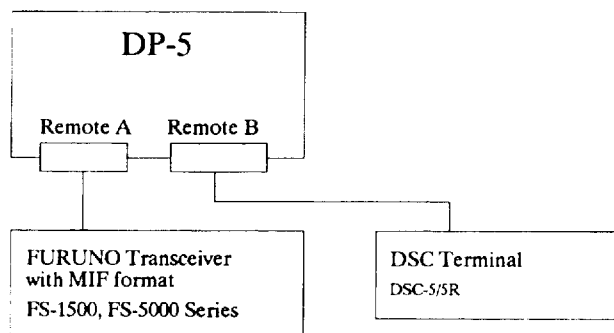 DP-5
Remote A Remote B
FURUNO Transceiver
with MIF format
FS-1500, FS-5000 Series
DSC Terminal
DSC-5/5R